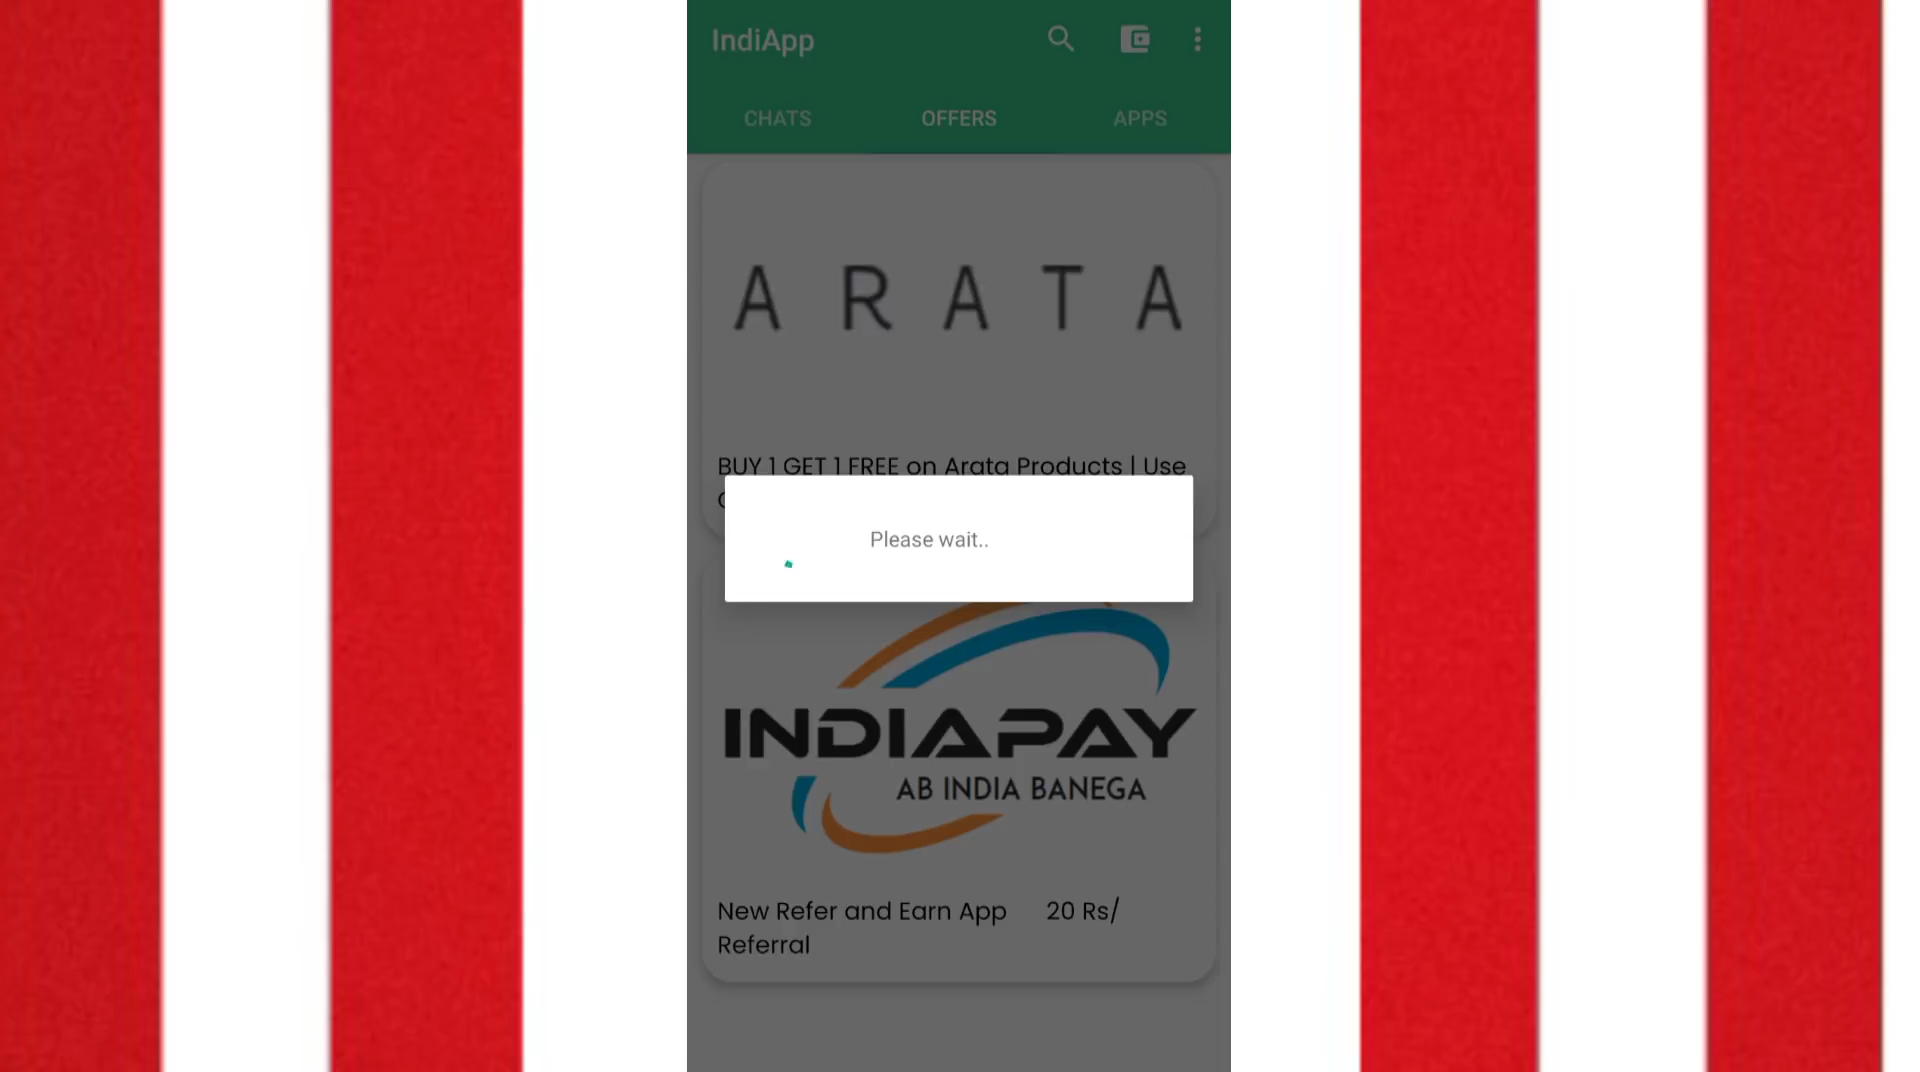 IndiApp
CHATS
OFFERS
APPS
A R A T A
BUY 1 GET 1 FREE on Arata Products | Use
Please wait..
INDIAPAY
AB INDIA BANEGA
New Refer and Earn App 20 Rs/
Referral